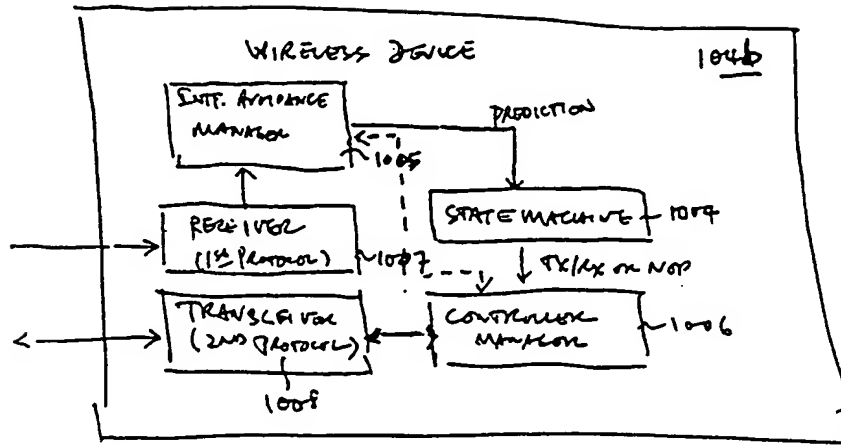 WIRELESS DEVICE
104b
INTF. AVOIDANCE
MANAGER
1005
PREDICTION
STATE MACHINE
1004
RECEIVER
(1st PROTOCOL)
1007
TX/RX OR NOP
TRANSCEIVER
(2ND PROTOCOL)
1008
CONTROLLER
MANAGER
1006